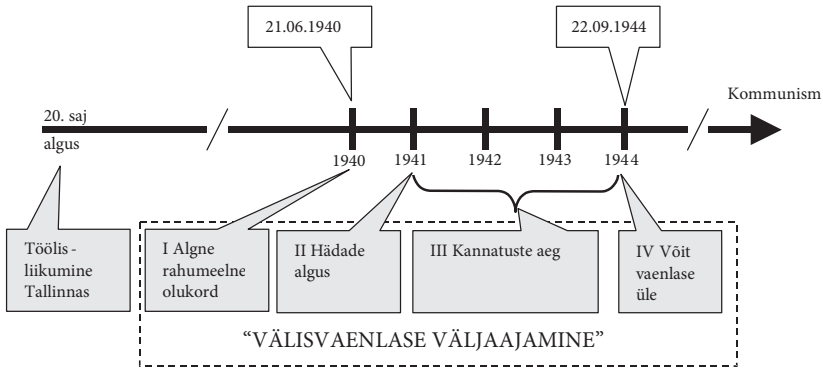 21.06.1940
22.09.1944
Kommunism
20. saj
algus
1940
1941
1942
1943
1944
Töölis-
liikumine
Tallinnas
I Algne
rahumeelne
olukord
II Hädade
algus
III Kannatuste aeg
IV Võit
vaenlase
üle
“VÄLISVAENLASE VÄLJAAJAMINE”